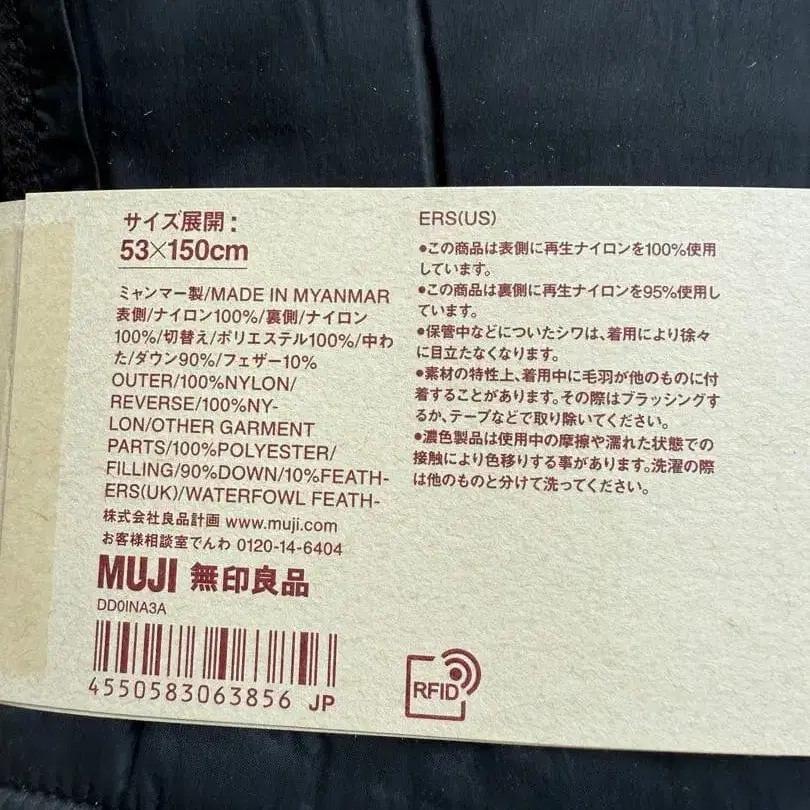 サイズ展開:
53×150cm
ミャンマー製/MADE IN MYANMAR
表側/ナイロン100%/裏側/ナイロン
100%/切替え/ポリエステル100%/中わ
た/ダウン90%/フェザー10%
OUTER/100%NYLON/
REVERSE/100%NY-
LON/OTHER GARMENT
PARTS/100%POLYESTER/
FILLING/90%DOWN/10%FEATH-
ERS(UK)/WATERFOWL FEATH-
株式会社良品計画 www.muji.com
お客様相談室でんわ 0120-14-6404
MUJI 無印良品
DD0INA3A
4550583063856 JP
ERS(US)
●この商品は表側に再生ナイロンを100%使用
しています。
●この商品は裏側に再生ナイロンを95%使用し
ています。
●保管中などについたシワは、着用により徐々
に目立たなくなります。
●素材の特性上、着用中に毛羽が他のものに付
着することがあります。その際はブラッシングす
るか、テープなどで取り除いてください。
●濃色製品は使用中の摩擦や濡れた状態での
接触により色移りする事があります。洗濯の際
は他のものと分けて洗ってください。
RFID